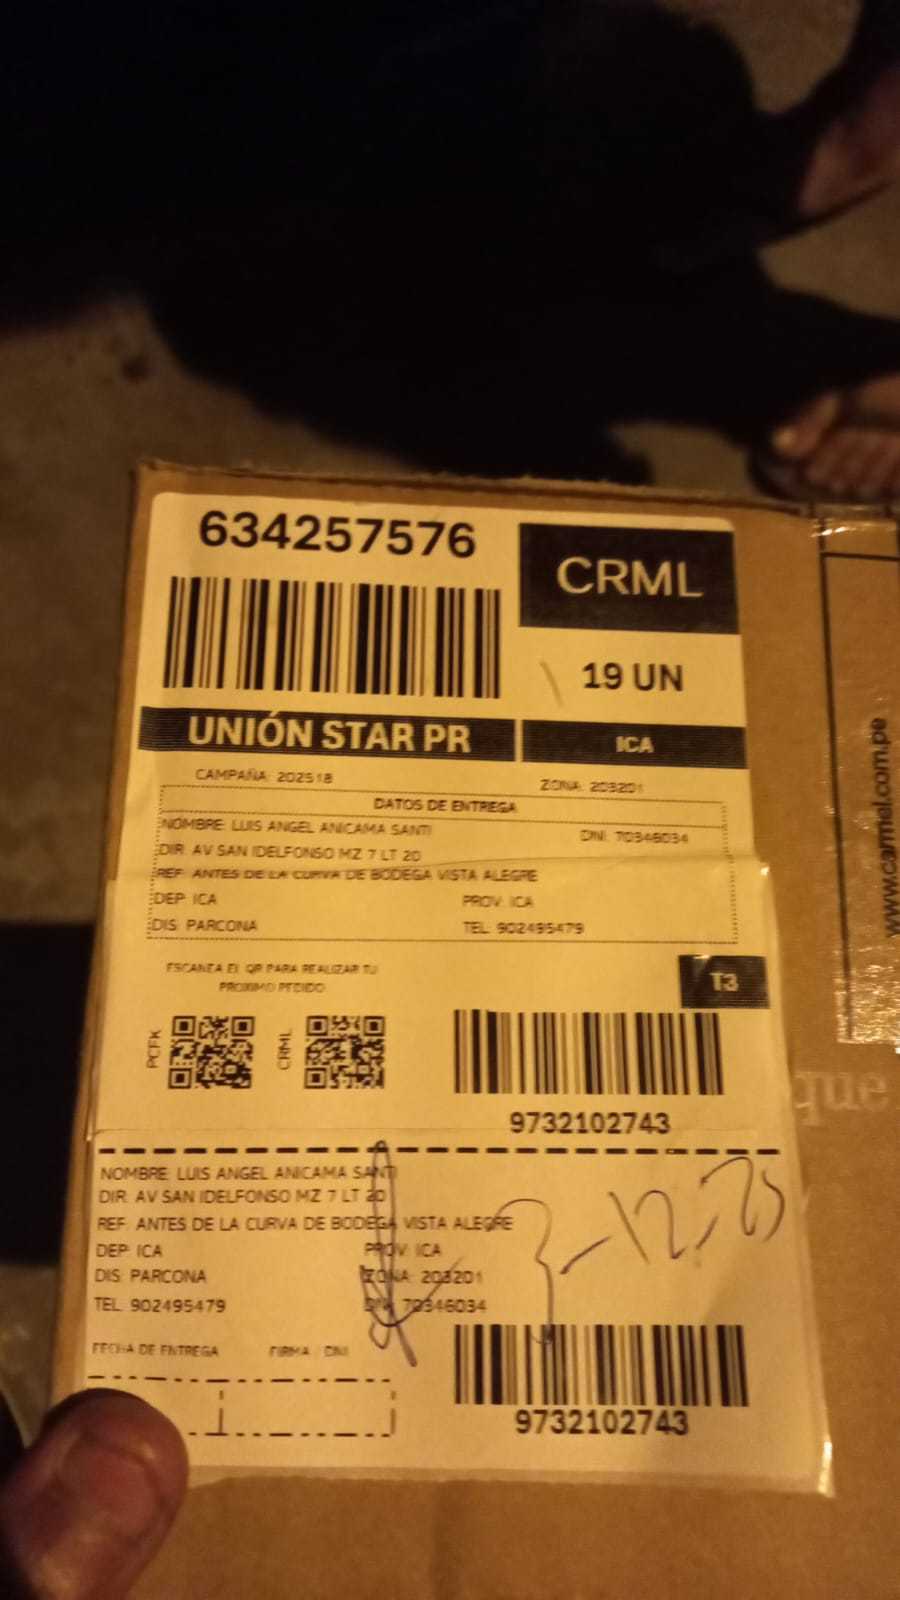 634257576
CRML
19 UN
UNIÓN STAR PR
ICA
CAMPAÑA: 202518
ZONA: 203201
DATOS DE ENTREGA
NOMBRE: LUIS ANGEL ANICAMA SANTI
DNI: 70346034
DIR: AV SAN IDELFONSO MZ 7 LT 20
REF: ANTES DE LA CURVA DE BODEGA VISTA ALEGRE
DEP: ICA
PROV: ICA
DIS: PARCONA
TEL: 902495479
ESCANEA EL QR PARA REALIZAR TU
PROXIMO PEDIDO
T3
PCFK
CRML
9732102743
NOMBRE: LUIS ANGEL ANICAMA SANTI
DIR: AV SAN IDELFONSO MZ 7 LT 20
REF: ANTES DE LA CURVA DE BODEGA VISTA ALEGRE
DEP: ICA
PROV: ICA
DIS: PARCONA
ZONA: 203201
TEL: 902495479
DNI: 70346034
3-12-25
FECHA DE ENTREGA
FIRMA / DNI
9732102743
www.carmel.com.pe
que